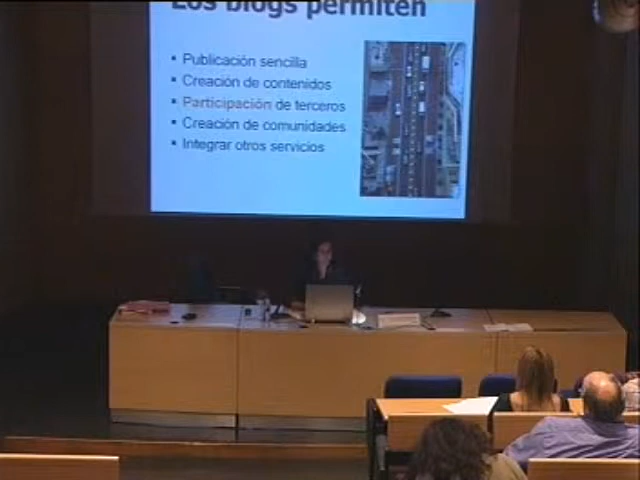 Los blogs permiten
▪ Publicación sencilla
▪ Creación de contenidos
▪ Participación de terceros
▪ Creación de comunidades
▪ Integrar otros servicios